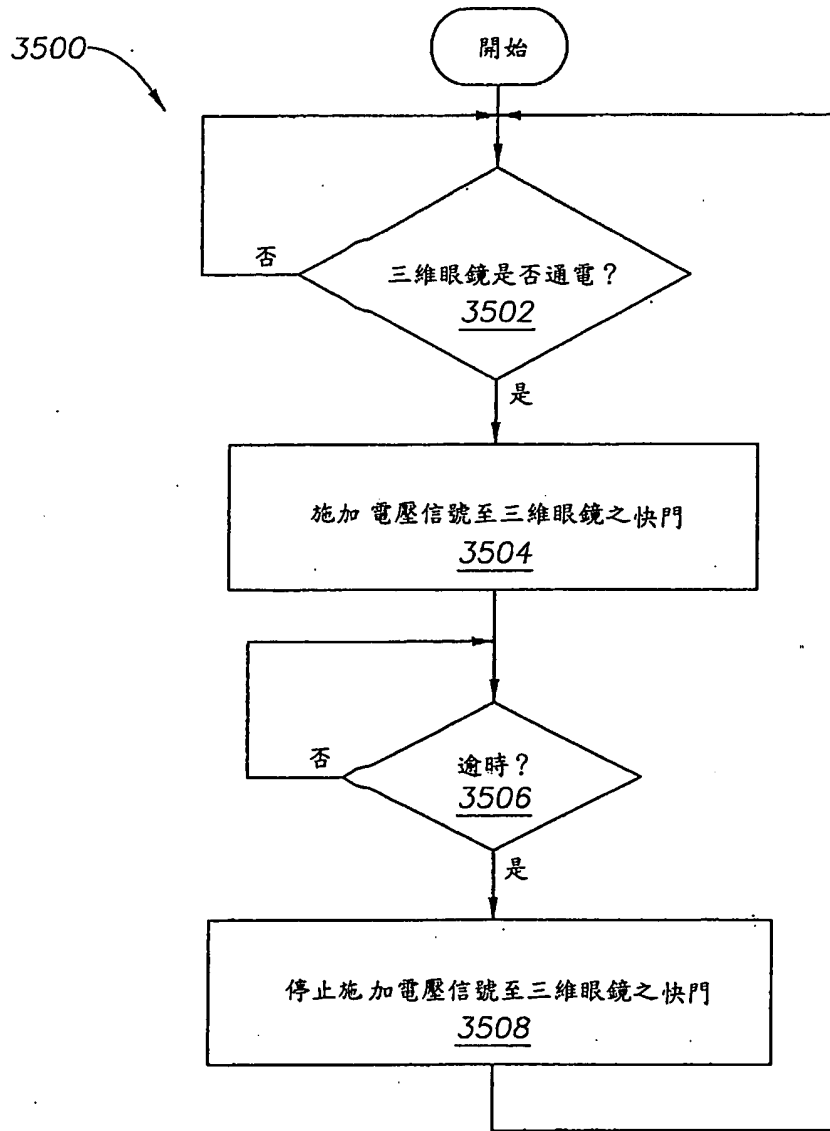 3500
開始
否
三維眼鏡是否通電？
3502
是
施加電壓信號至三維眼鏡之快門
3504
否
逾時？
3506
是
停止施加電壓信號至三維眼鏡之快門
3508